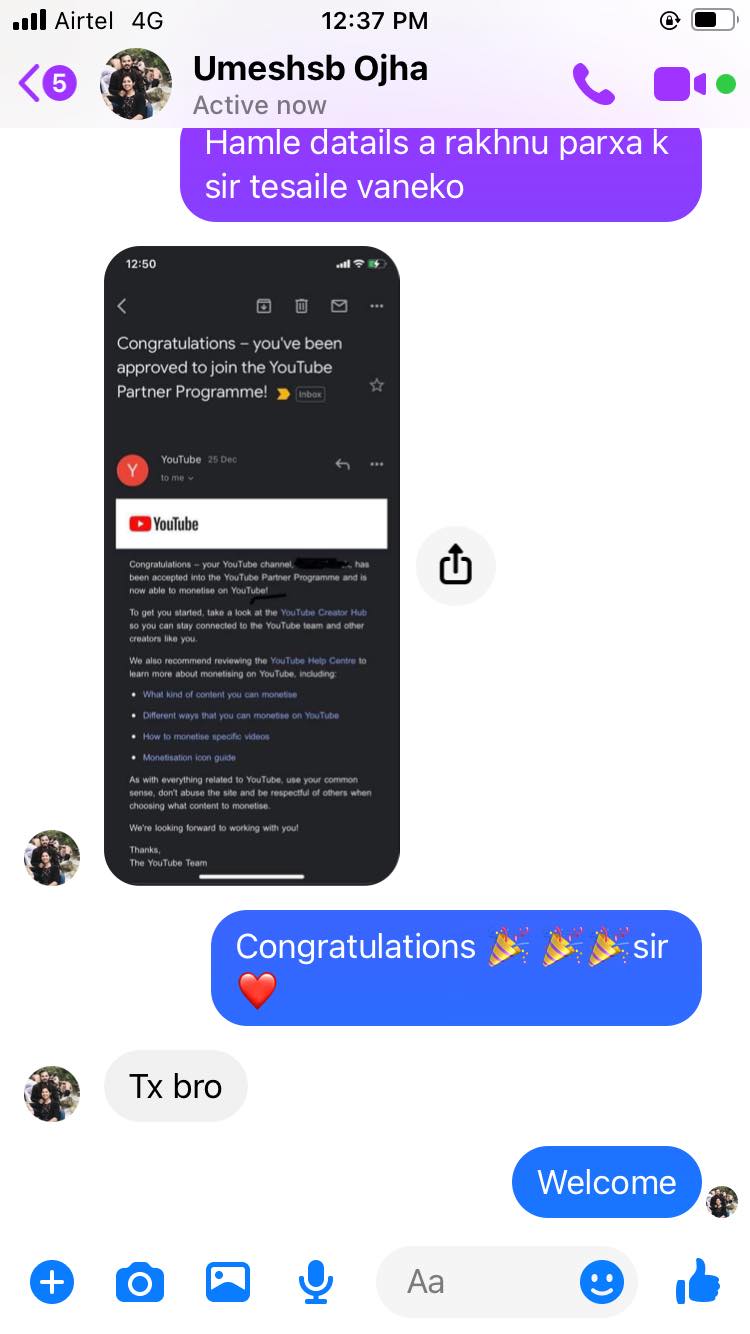 Airtel 4G 12:37 PM
5 Umeshsb Ojha
Active now
Hamle datails a rakhnu parxa k
sir tesaile vaneko
12:50
Congratulations – you've been
approved to join the YouTube
Partner Programme! Inbox
Y YouTube 25 Dec
to me
YouTube
Congratulations – your YouTube channel, has
been accepted into the YouTube Partner Programme and is
now able to monetise on YouTube!
To get you started, take a look at the YouTube Creator Hub
so you can stay connected to the YouTube team and other
creators like you.
We also recommend reviewing the YouTube Help Centre to
learn more about monetising on YouTube, including:
• What kind of content you can monetise
• Different ways that you can monetise on YouTube
• How to monetise specific videos
• Monetisation icon guide
As with everything related to YouTube, use your common
sense, don't abuse the site and be respectful of others when
choosing what content to monetise.
We're looking forward to working with you!
Thanks,
The YouTube Team
Congratulations 🎉 🎉🎉sir
❤️
Tx bro
Welcome
Aa